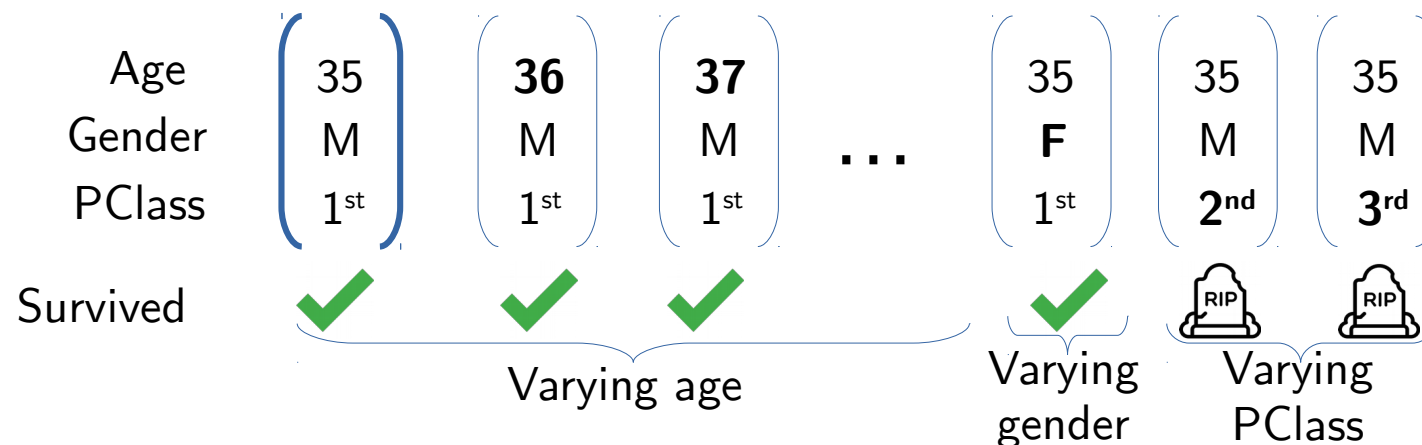 Age 35 36 37 35 35 35
Gender M M M ... F M M
PClass 1st 1st 1st 1st 2nd 3rd
Survived RIP RIP
Varying age Varying gender Varying PClass